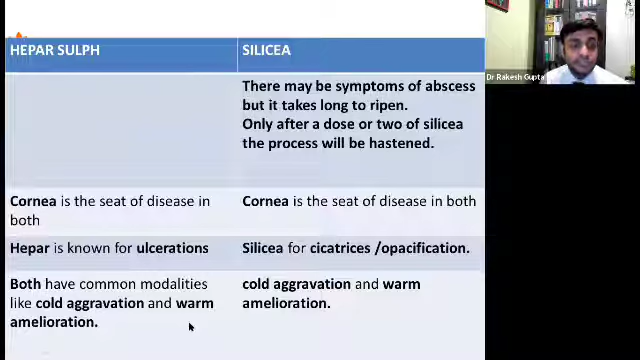 HEPAR SULPH
SILICEA
There may be symptoms of abscess
but it takes long to ripen.
Only after a dose or two of silicea
the process will be hastened.
Cornea is the seat of disease in
both
Cornea is the seat of disease in both
Hepar is known for ulcerations
Silicea for cicatrices /opacification.
Both have common modalities
like cold aggravation and warm
amelioration.
cold aggravation and warm
amelioration.
Dr Rakesh Gupta